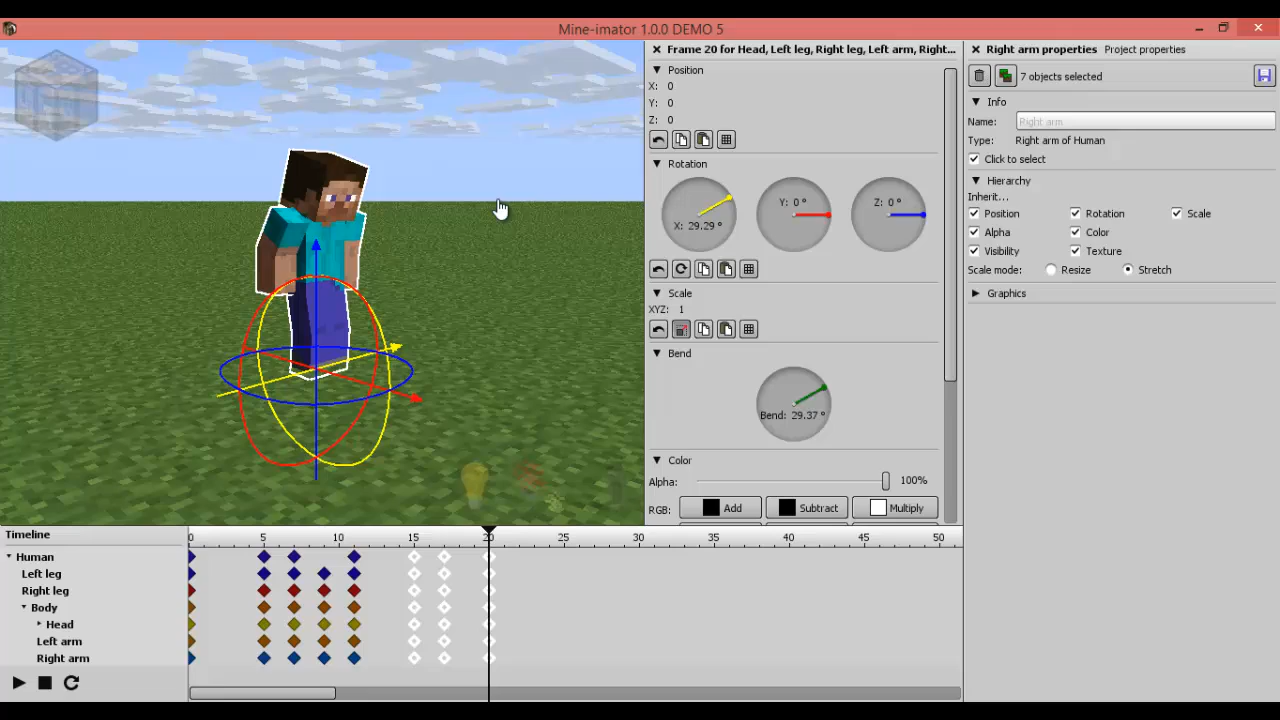 Mine-imator 1.0.0 DEMO 5
Frame 20 for Head, Left leg, Right leg, Left arm, Right...
Position
X: 0
Y: 0
Z: 0
Rotation
X: 29.29 °
Y: 0 °
Z: 0 °
Scale
XYZ: 1
Bend
Bend: 29.37 °
Color
Alpha: 100%
RGB: Add Subtract Multiply
Right arm properties Project properties
7 objects selected
Info
Name: Right arm
Type: Right arm of Human
Click to select
Hierarchy
Inherit...
Position Rotation Scale
Alpha Color
Visibility Texture
Scale mode: Resize Stretch
Graphics
Timeline
0 5 10 15 20 25 30 35 40 45 50
Human
Left leg
Right leg
Body
Head
Left arm
Right arm